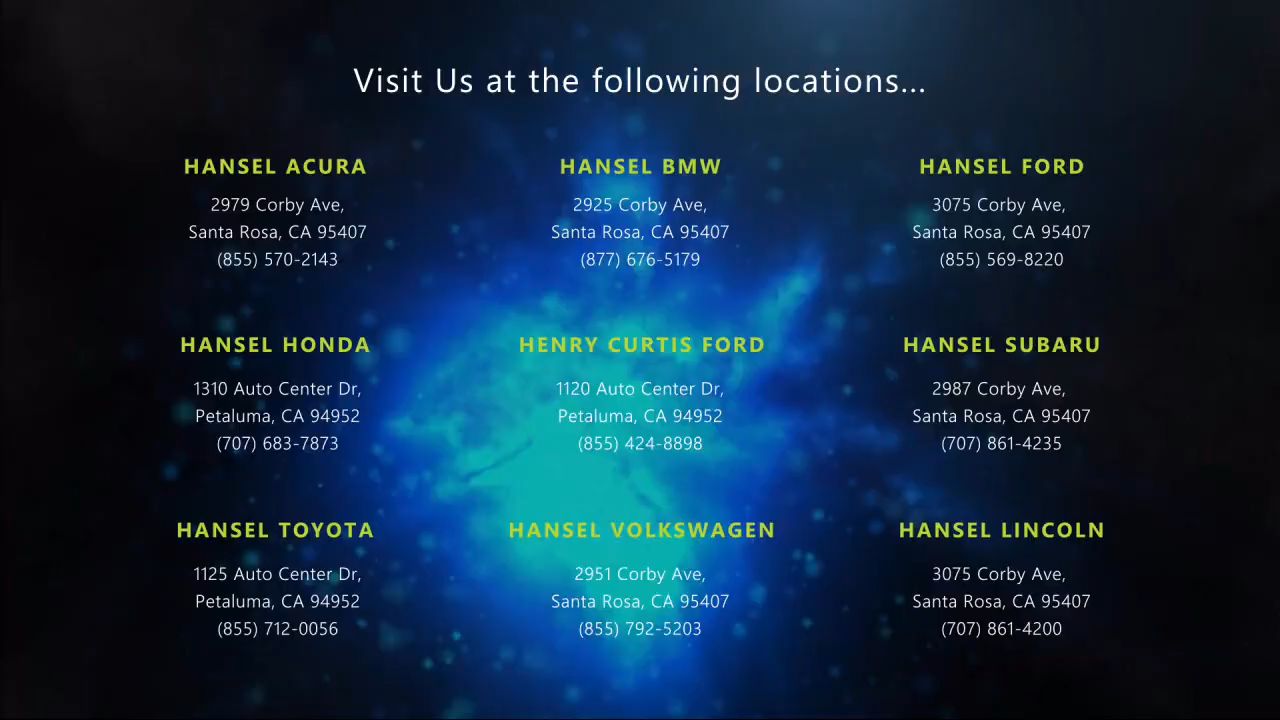 Visit Us at the following locations...
HANSEL ACURA
2979 Corby Ave,
Santa Rosa, CA 95407
(855) 570-2143
HANSEL BMW
2925 Corby Ave,
Santa Rosa, CA 95407
(877) 676-5179
HANSEL FORD
3075 Corby Ave,
Santa Rosa, CA 95407
(855) 569-8220
HANSEL HONDA
1310 Auto Center Dr,
Petaluma, CA 94952
(707) 683-7873
HENRY CURTIS FORD
1120 Auto Center Dr,
Petaluma, CA 94952
(855) 424-8898
HANSEL SUBARU
2987 Corby Ave,
Santa Rosa, CA 95407
(707) 861-4235
HANSEL TOYOTA
1125 Auto Center Dr,
Petaluma, CA 94952
(855) 712-0056
HANSEL VOLKSWAGEN
2951 Corby Ave,
Santa Rosa, CA 95407
(855) 792-5203
HANSEL LINCOLN
3075 Corby Ave,
Santa Rosa, CA 95407
(707) 861-4200